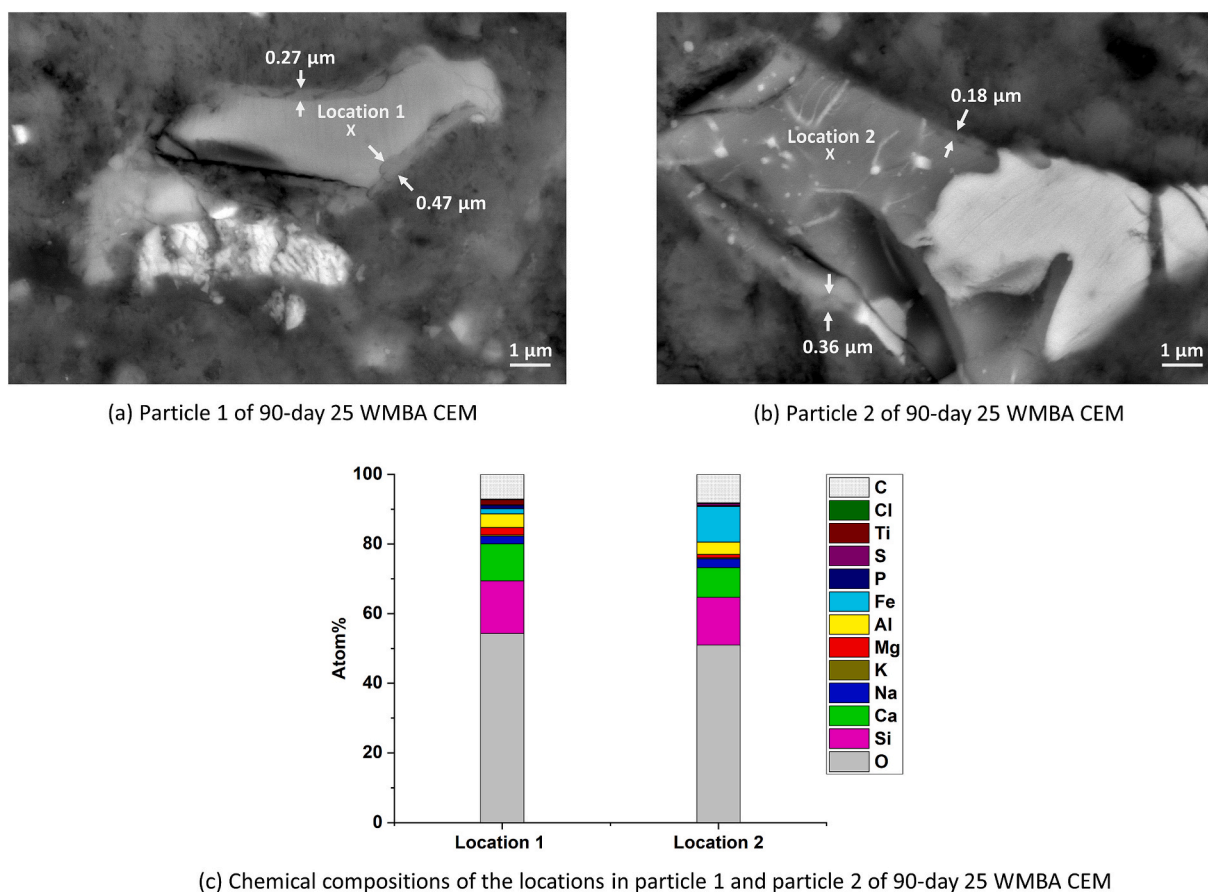 0.27 µm
Location 1
X
0.47 µm
1 µm
(a) Particle 1 of 90-day 25 WMBA CEM
0.18 µm
Location 2
X
0.36 µm
1 µm
(b) Particle 2 of 90-day 25 WMBA CEM
100
80
60
40
20
0
Atom%
Location 1
Location 2
C
Cl
Ti
S
P
Fe
Al
Mg
K
Na
Ca
Si
O
(c) Chemical compositions of the locations in particle 1 and particle 2 of 90-day 25 WMBA CEM